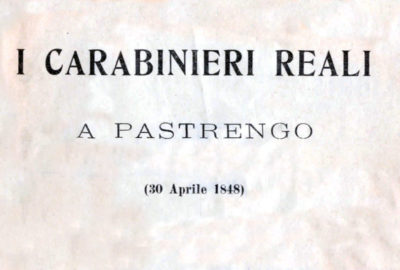 I CARABINIERI REALI
A PASTRENGO
(30 Aprile 1848)